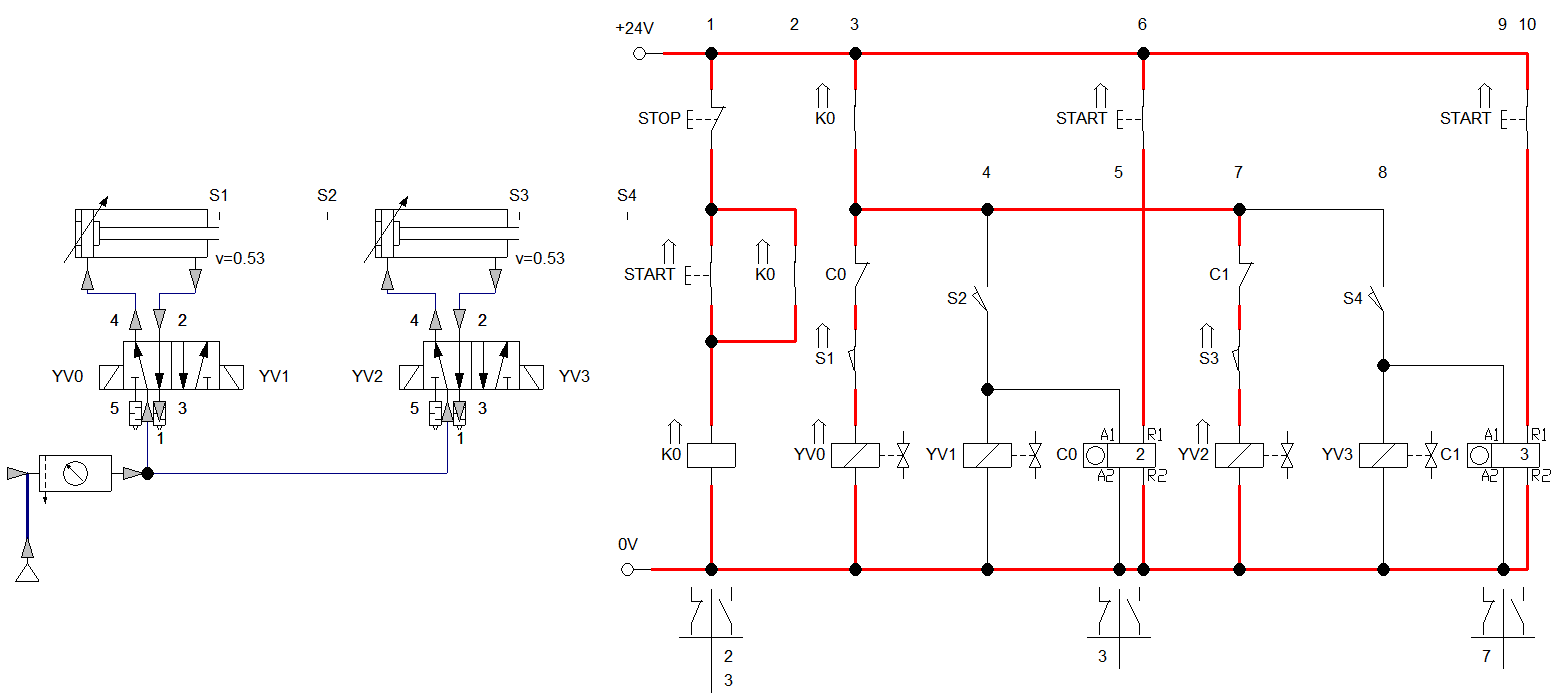 1 2 3 6 9 10
+24V
STOP K0 START START
4 5 7 8
S1 S2 S3 S4
v=0.53 v=0.53
START K0 C0 C1
S2 S4
4 2 4 2
S1 S3
YV0 YV1 YV2 YV3
5 3 5 3
1 1
A1 R1 A1 R1
K0 YV0 YV1 C0 2 YV2 YV3 C1 3
A2 R2 A2 R2
0V
2 3 7
3